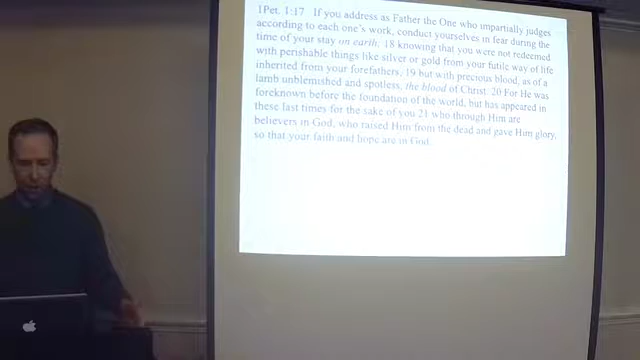 1Pet. 1:17 If you address as Father the One who impartially judges
according to each one's work, conduct yourselves in fear during the
time of your stay on earth; 18 knowing that you were not redeemed
with perishable things like silver or gold from your futile way of life
inherited from your forefathers, 19 but with precious blood, as of a
lamb unblemished and spotless, the blood of Christ. 20 For He was
foreknown before the foundation of the world, but has appeared in
these last times for the sake of you 21 who through Him are
believers in God, who raised Him from the dead and gave Him glory,
so that your faith and hope are in God.